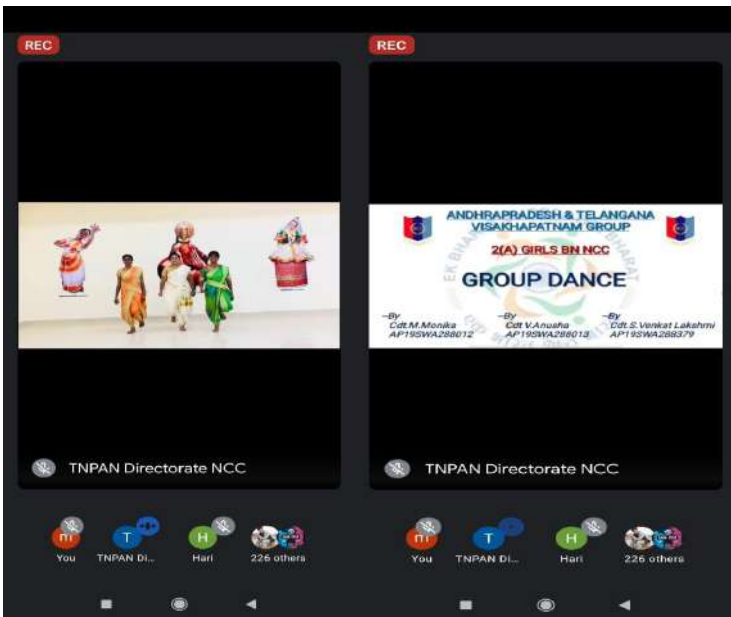 REC
TNPAN Directorate NCC
m
T
H
You
TNPAN Di...
Hari
226 others
REC
ANDHRAPRADESH & TELANGANA
VISAKHAPATNAM GROUP
2(A) GIRLS BN NCC
GROUP DANCE
-By
Cdt.M.Monika
AP19SWA288012
-By
Cdt V.Anusha
AP19SWA288013
-By
Cdt.S.Venkat Lakshmi
AP19SWA288379
EK BHARAT
TNPAN Directorate NCC
m
T
H
You
TNPAN Di...
Hari
226 others